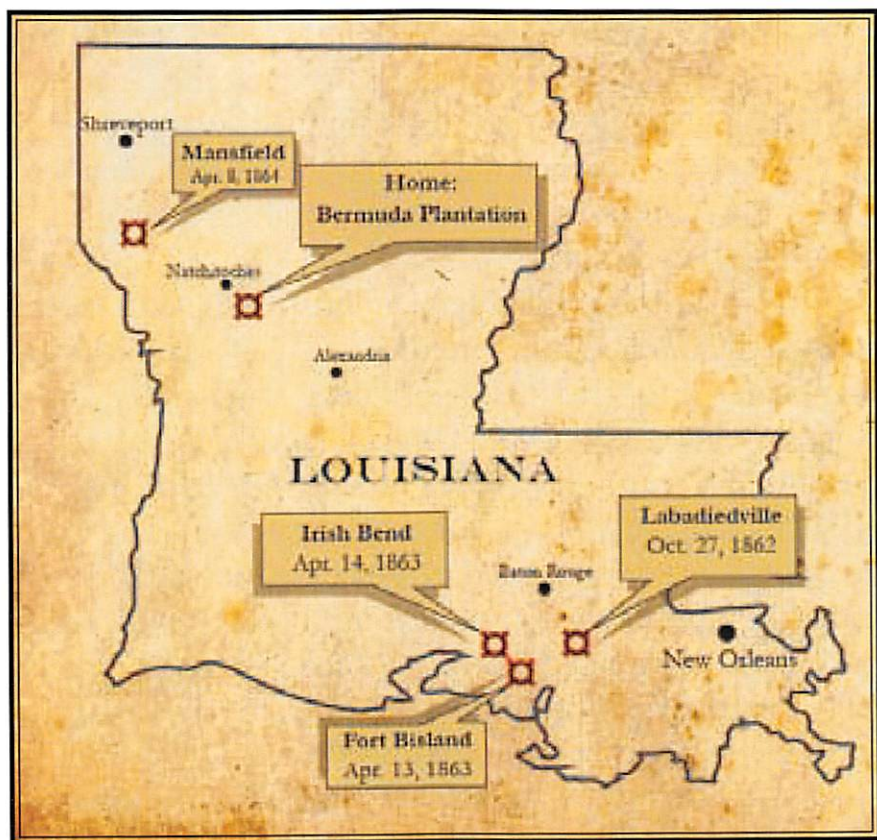 Shreveport
Mansfield
Apr. 8, 1864
Home:
Bermuda Plantation
Natchitoches
Alexandria
LOUISIANA
Irish Bend
Apr. 14, 1863
Labadiedville
Oct. 27, 1862
Baton Rouge
New Orleans
Fort Bisland
Apr. 13, 1863